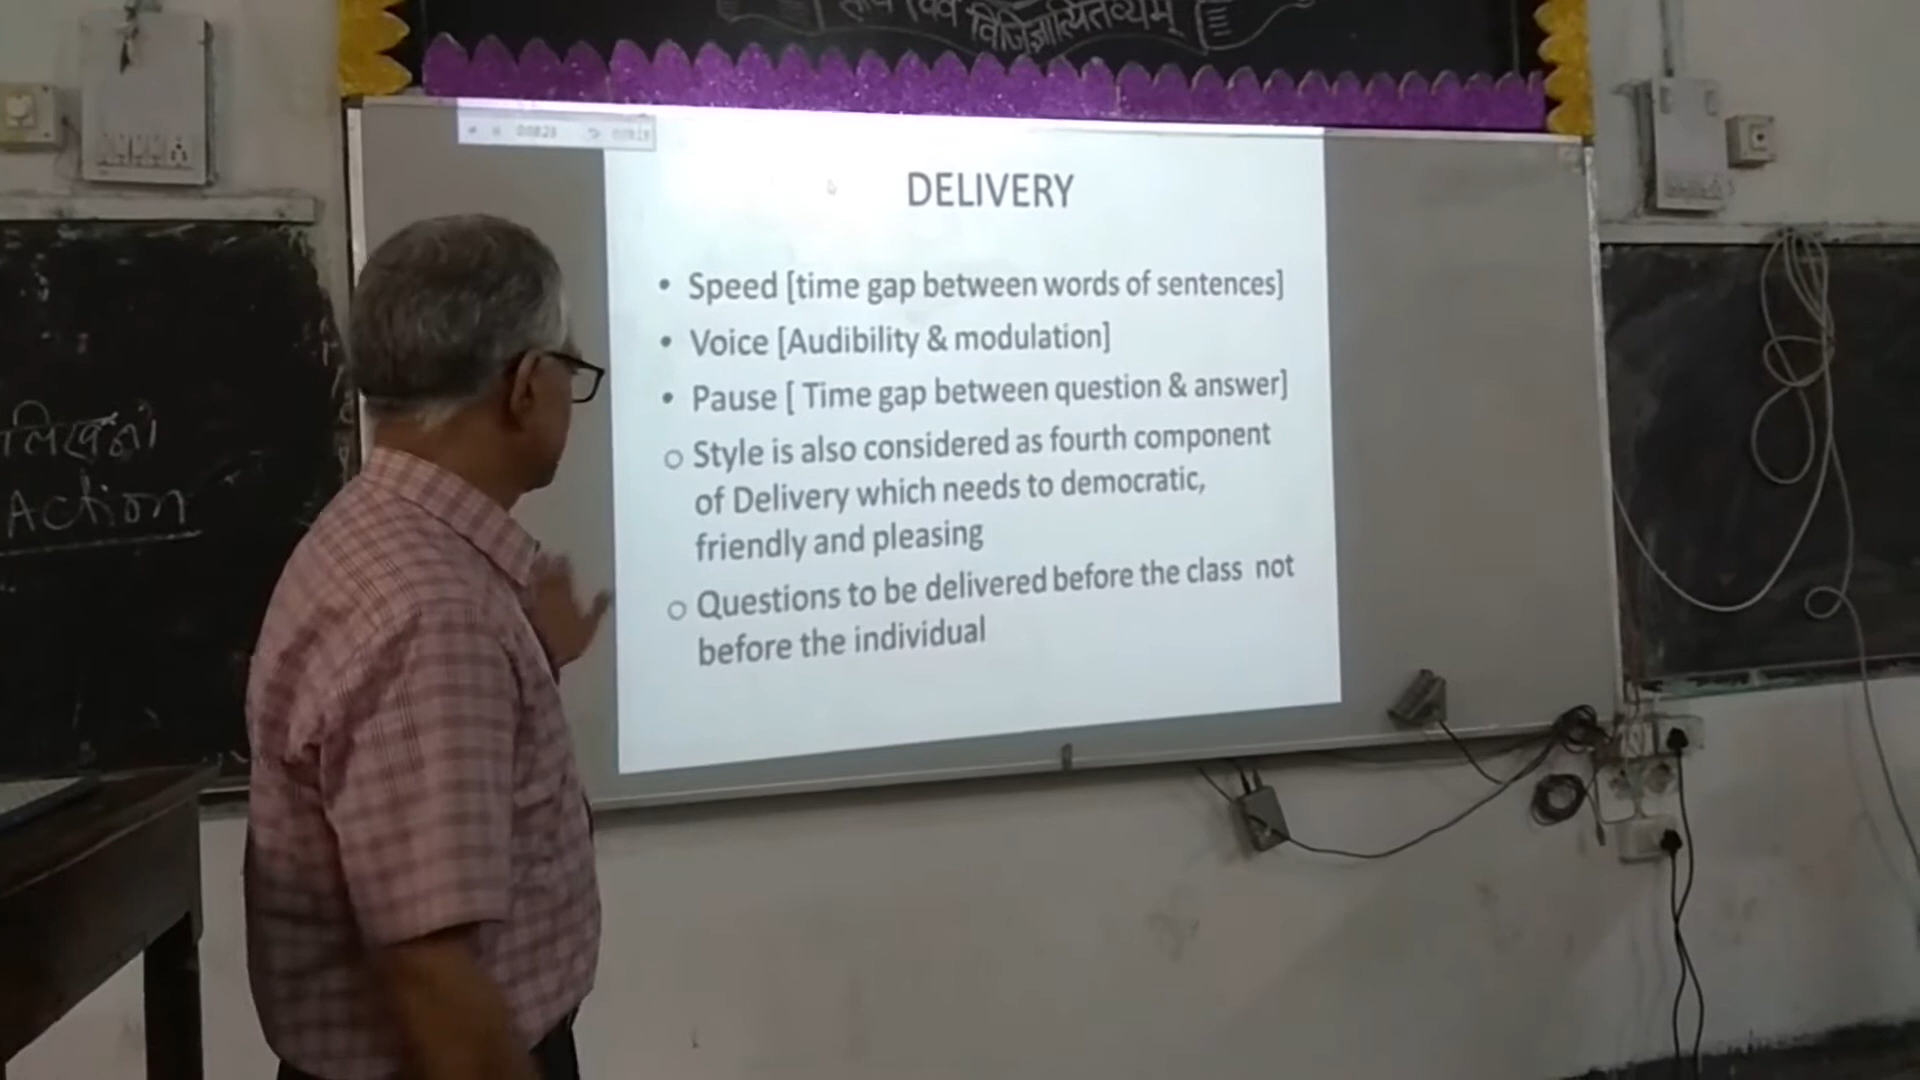 विजिज्ञासितव्यम्
DELIVERY
• Speed [time gap between words of sentences]
• Voice [Audibility & modulation]
• Pause [ Time gap between question & answer]
o Style is also considered as fourth component
of Delivery which needs to democratic,
friendly and pleasing
o Questions to be delivered before the class not
before the individual
Action